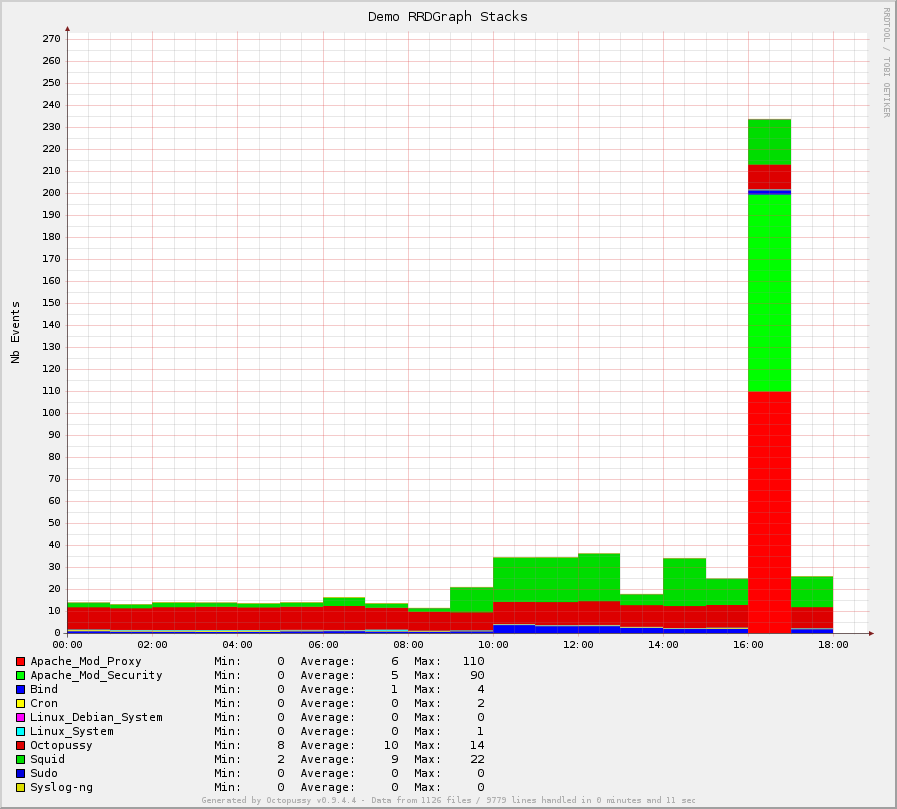 Demo RRDGraph Stacks
RRDTOOL / TOBI OETIKER
Nb Events
270
260
250
240
230
220
210
200
190
180
170
160
150
140
130
120
110
100
90
80
70
60
50
40
30
20
10
0
00:00 02:00 04:00 06:00 08:00 10:00 12:00 14:00 16:00 18:00
Apache_Mod_Proxy Min: 0 Average: 6 Max: 110
Apache_Mod_Security Min: 0 Average: 5 Max: 90
Bind Min: 0 Average: 1 Max: 4
Cron Min: 0 Average: 0 Max: 2
Linux_Debian_System Min: 0 Average: 0 Max: 0
Linux_System Min: 0 Average: 0 Max: 1
Octopussy Min: 8 Average: 10 Max: 14
Squid Min: 2 Average: 9 Max: 22
Sudo Min: 0 Average: 0 Max: 0
Syslog-ng Min: 0 Average: 0 Max: 0
Generated by Octopussy v0.9.4.4 - Data from 1126 files / 9779 lines handled in 0 minutes and 11 sec